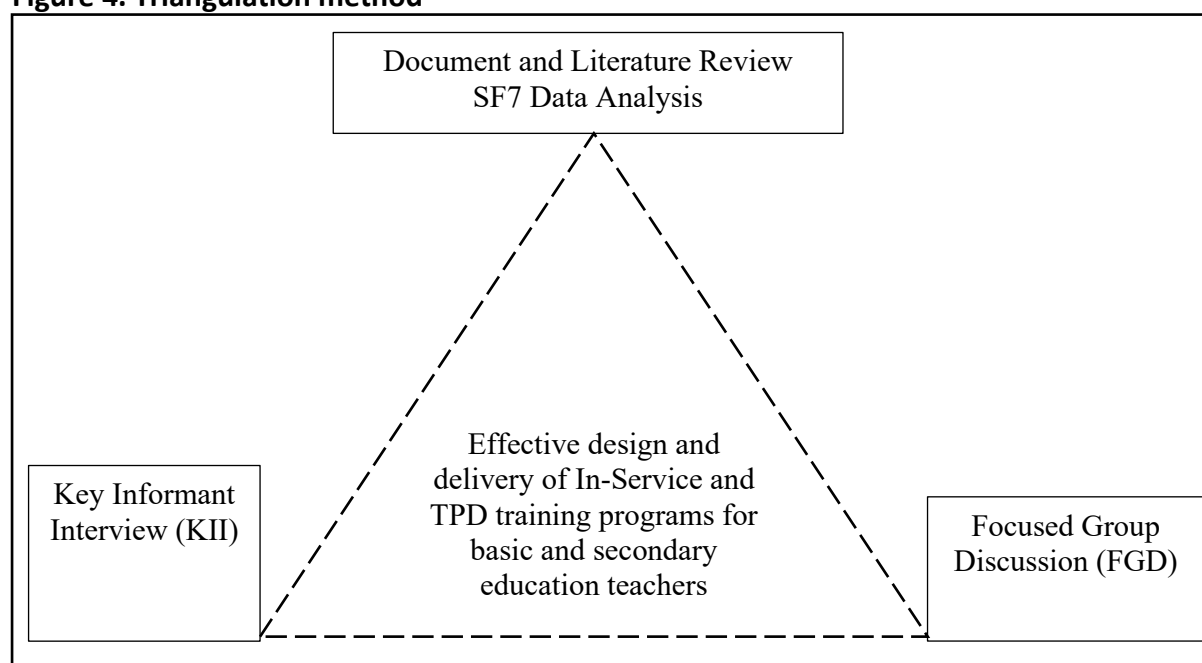 Figure 4. Triangulation method
Document and Literature Review
SF7 Data Analysis
Effective design and
delivery of In-Service and
TPD training programs for
basic and secondary
education teachers
Key Informant
Interview (KII)
Focused Group
Discussion (FGD)